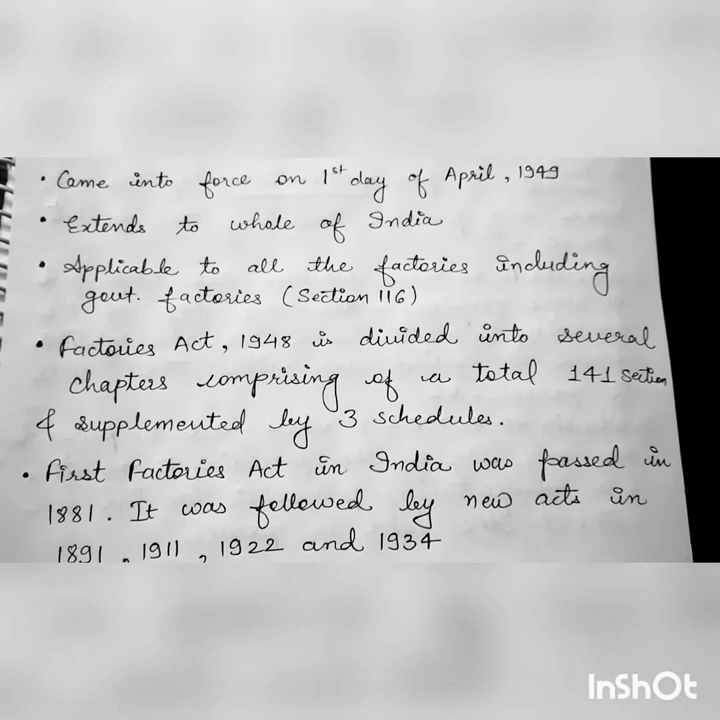 • Came into force on 1st day of April, 1949
• Extends to whole of India
• Applicable to all the factories including
govt. factories (Section 116)
• Factories Act, 1948 is divided into several
chapters comprising of a total 141 section
& supplemented by 3 schedules.
• First Factories Act in India was passed in
1881. It was followed by new acts in
1891, 1911, 1922 and 1934
InShOt